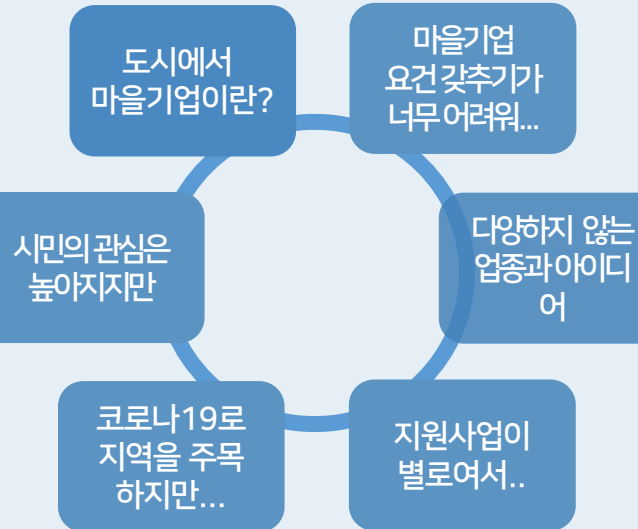 도시에서
마을기업이란?
마을기업
요건 갖추기가
너무 어려워...
다양하지 않는
업종과 아이디
어
지원사업이
별로여서..
코로나19로
지역을 주목
하지만...
시민의 관심은
높아지지만